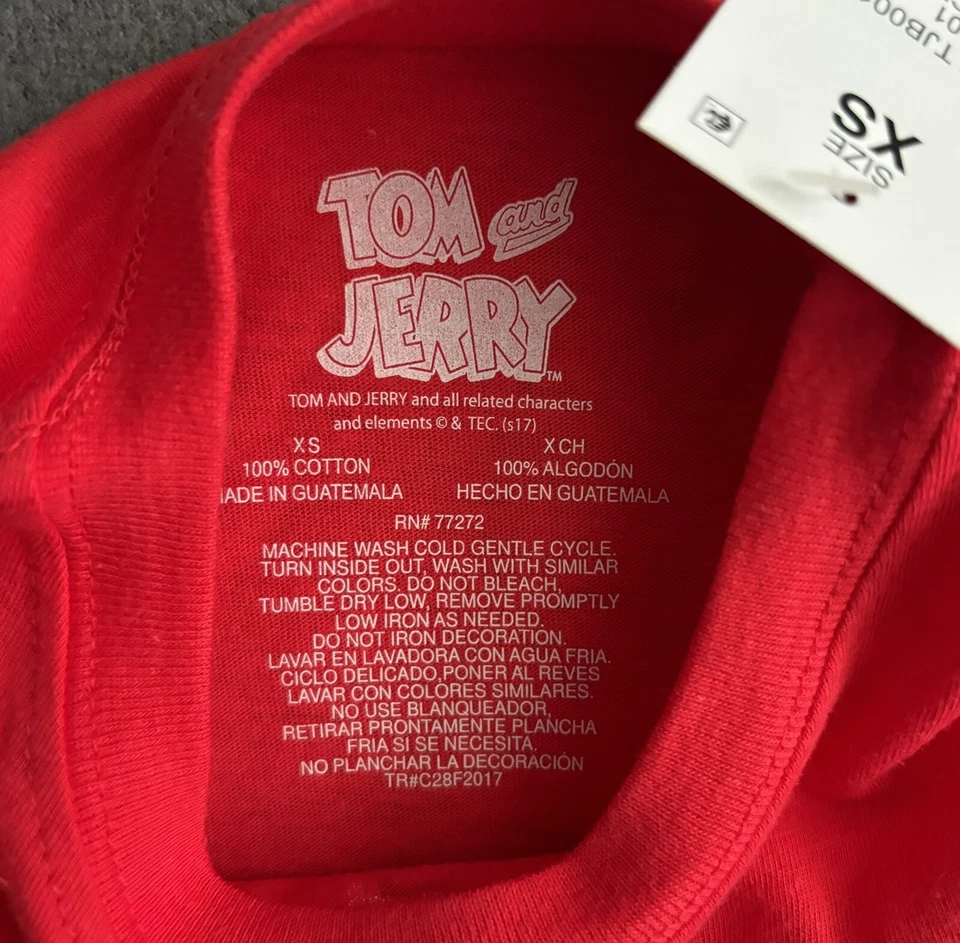 TOM and
JERRY™
TOM AND JERRY and all related characters
and elements © & TEC. (s17)
XS X CH
100% COTTON 100% ALGODÓN
IN GUATEMALA HECHO EN GUATEMALA
RN# 77272
MACHINE WASH COLD GENTLE CYCLE.
TURN INSIDE OUT, WASH WITH SIMILAR
COLORS. DO NOT BLEACH,
TUMBLE DRY LOW, REMOVE PROMPTLY
LOW IRON AS NEEDED.
DO NOT IRON DECORATION.
LAVAR EN LAVADORA CON AGUA FRIA.
CICLO DELICADO,PONER AL REVES
LAVAR CON COLORES SIMILARES.
NO USE BLANQUEADOR,
RETIRAR PRONTAMENTE PLANCHA
FRIA SI SE NECESITA.
NO PLANCHAR LA DECORACIÓN
TR#C28F2017
01
SIZE
XS